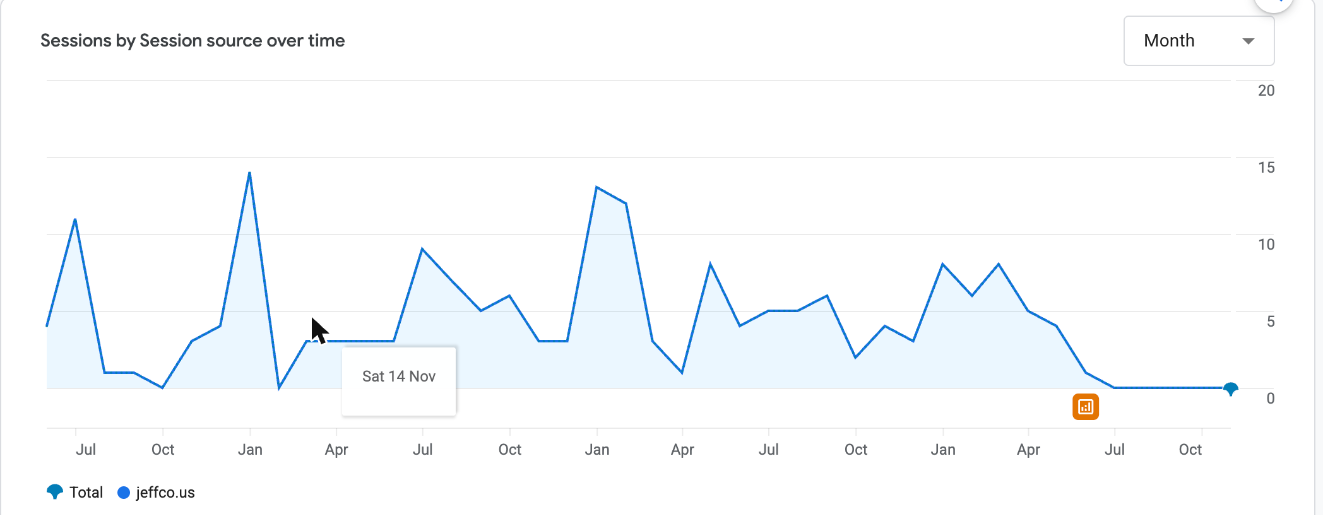 Sessions by Session source over time
Month
20
15
10
5
0
Sat 14 Nov
Jul Oct Jan Apr Jul Oct Jan Apr Jul Oct Jan Apr Jul Oct
Total jeffco.us